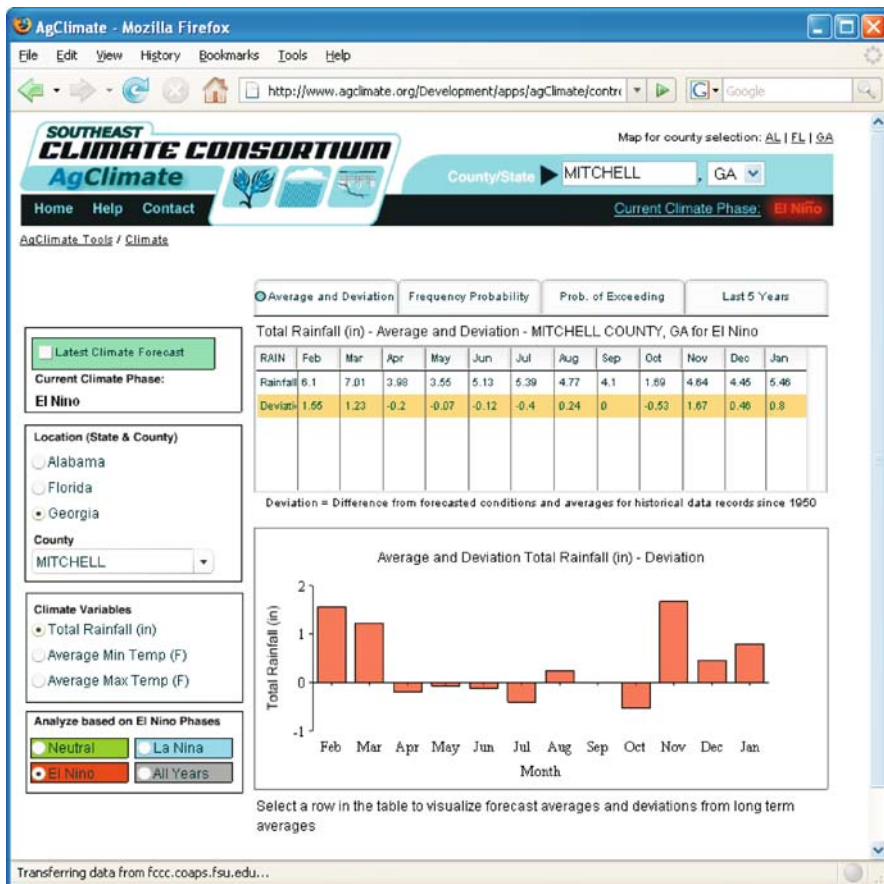 AgClimate - Mozilla Firefox
File Edit View History Bookmarks Tools Help
http://www.agclimate.org/Development/apps/agClimate/contr
G Google
SOUTHEAST
CLIMATE CONSORTIUM
AgClimate
Map for county selection: AL | FL | GA
County/State MITCHELL , GA
Home Help Contact
Current Climate Phase: El Niño
AgClimate Tools / Climate
Average and Deviation Frequency Probability Prob. of Exceeding Last 5 Years
Latest Climate Forecast
Current Climate Phase:
El Nino
Location (State & County)
Alabama
Florida
Georgia
County
MITCHELL
Climate Variables
Total Rainfall (in)
Average Min Temp (F)
Average Max Temp (F)
Analyze based on El Nino Phases
Neutral La Nina
El Nino All Years
Total Rainfall (in) - Average and Deviation - MITCHELL COUNTY, GA for El Nino
RAIN Feb Mar Apr May Jun Jul Aug Sep Oct Nov Dec Jan
Rainfall 6.1 7.01 3.98 3.55 5.13 5.39 4.77 4.1 1.69 4.64 4.45 5.46
Deviati 1.55 1.23 -0.2 -0.07 -0.12 -0.4 0.24 0 -0.53 1.67 0.46 0.8
Deviation = Difference from forecasted conditions and averages for historical data records since 1950
Average and Deviation Total Rainfall (in) - Deviation
Total Rainfall (in)
2
1
0
-1
Feb Mar Apr May Jun Jul Aug Sep Oct Nov Dec Jan
Month
Select a row in the table to visualize forecast averages and deviations from long term
averages
Transferring data from fccc.coaps.fsu.edu...